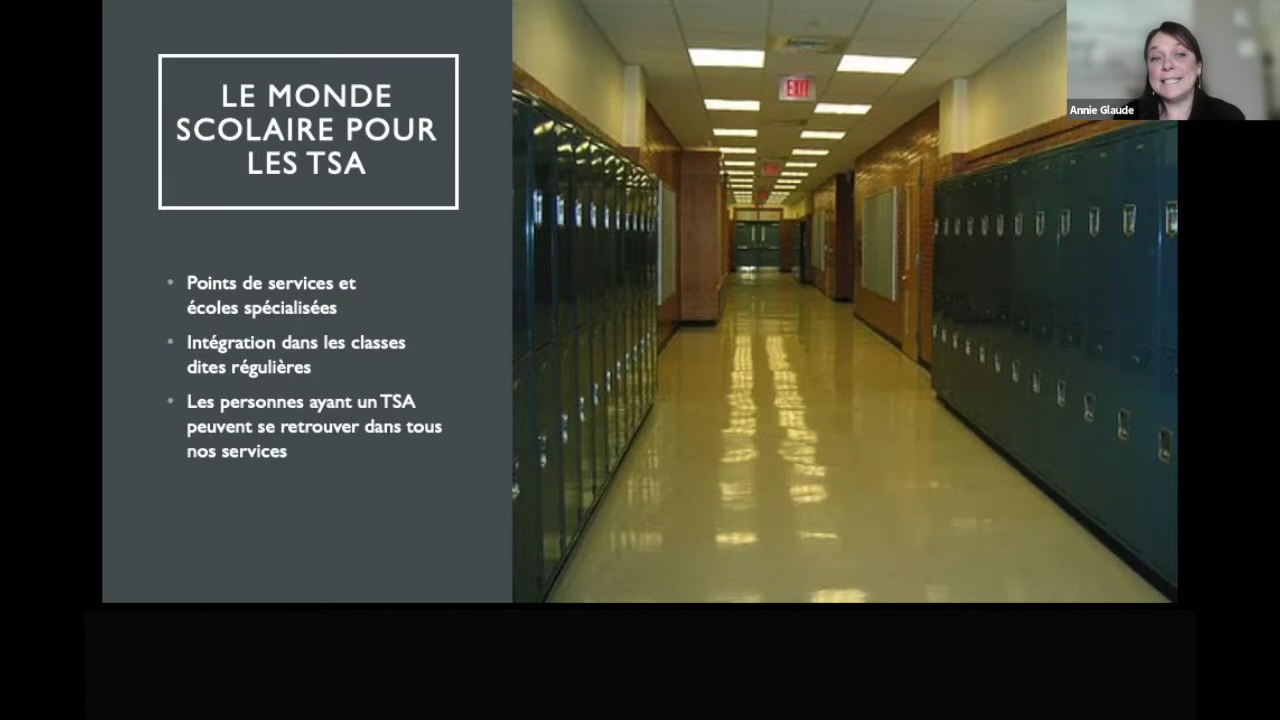 LE MONDE
SCOLAIRE POUR
LES TSA
• Points de services et
écoles spécialisées
• Intégration dans les classes
dites régulières
• Les personnes ayant un TSA
peuvent se retrouver dans tous
nos services
EXIT
Annie Glaude